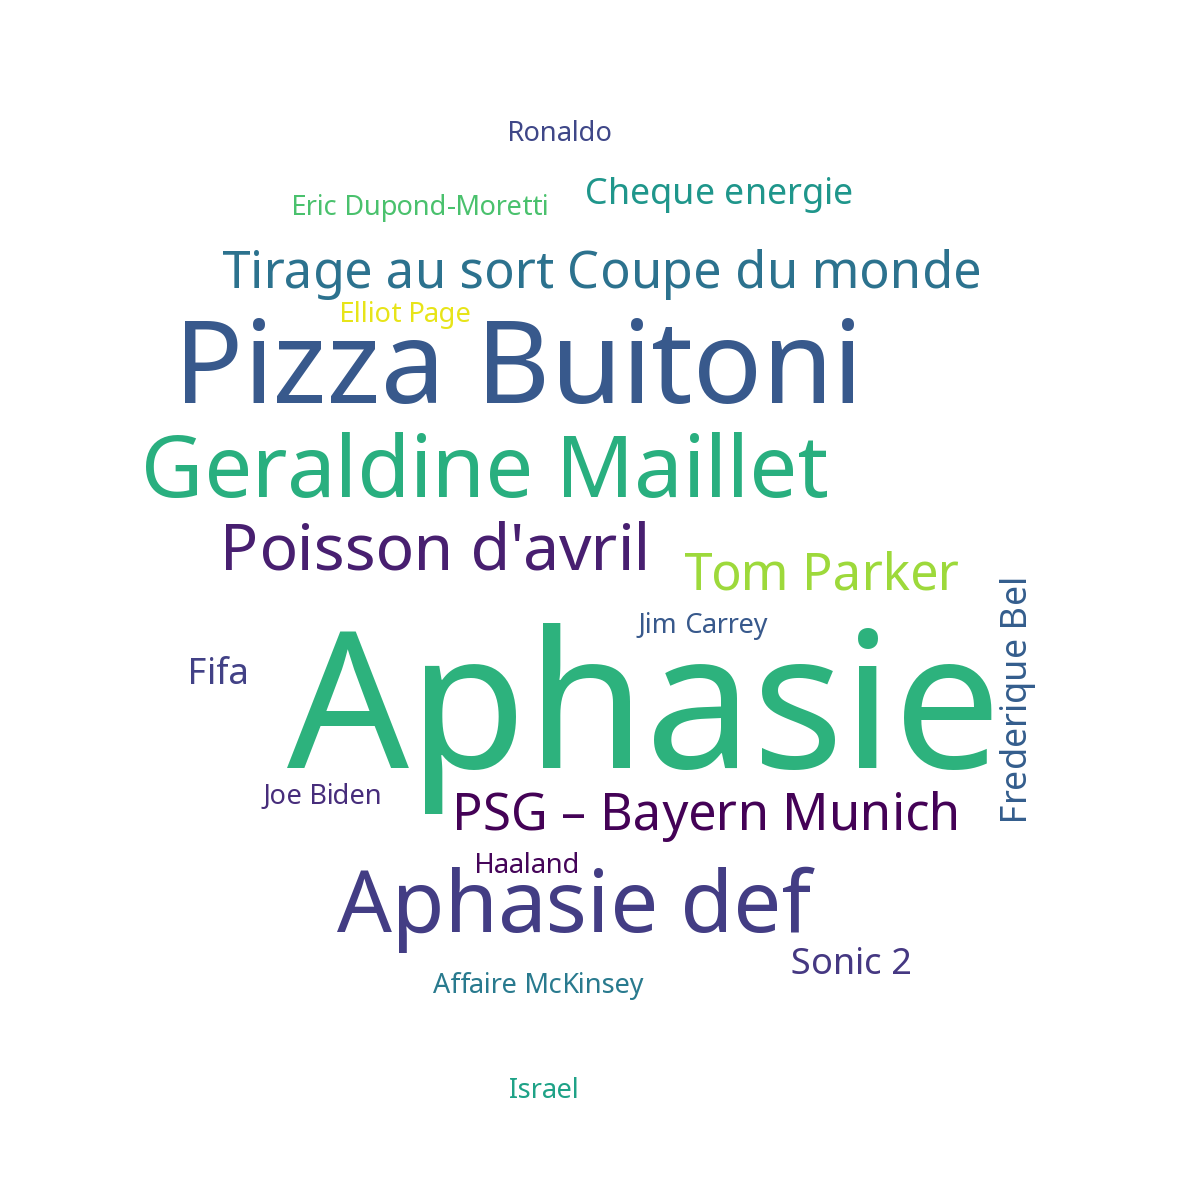 Ronaldo
Cheque energie
Eric Dupond-Moretti
Tirage au sort Coupe du monde
Elliot Page
Pizza Buitoni
Geraldine Maillet
Poisson d'avril
Tom Parker
Jim Carrey
Frederique Bel
Fifa
Aphasie
Joe Biden
PSG – Bayern Munich
Haaland
Aphasie def
Sonic 2
Affaire McKinsey
Israel